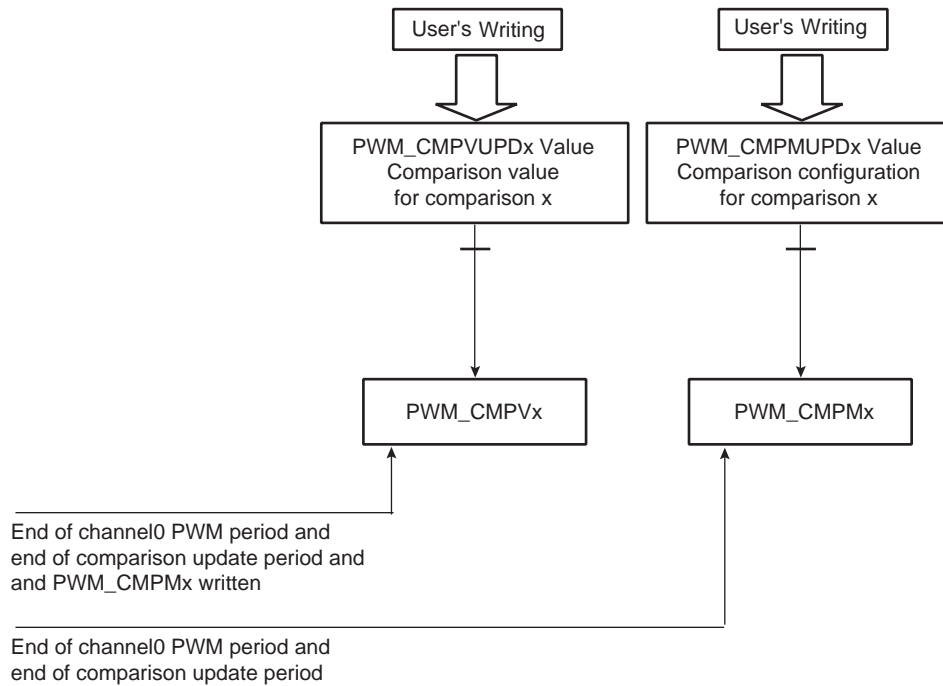 User's Writing
User's Writing
PWM_CMPVUPDx Value
Comparison value
for comparison x
PWM_CMPMUPDx Value
Comparison configuration
for comparison x
PWM_CMPVx
PWM_CMPMx
End of channel0 PWM period and
end of comparison update period and
and PWM_CMPMx written
End of channel0 PWM period and
end of comparison update period